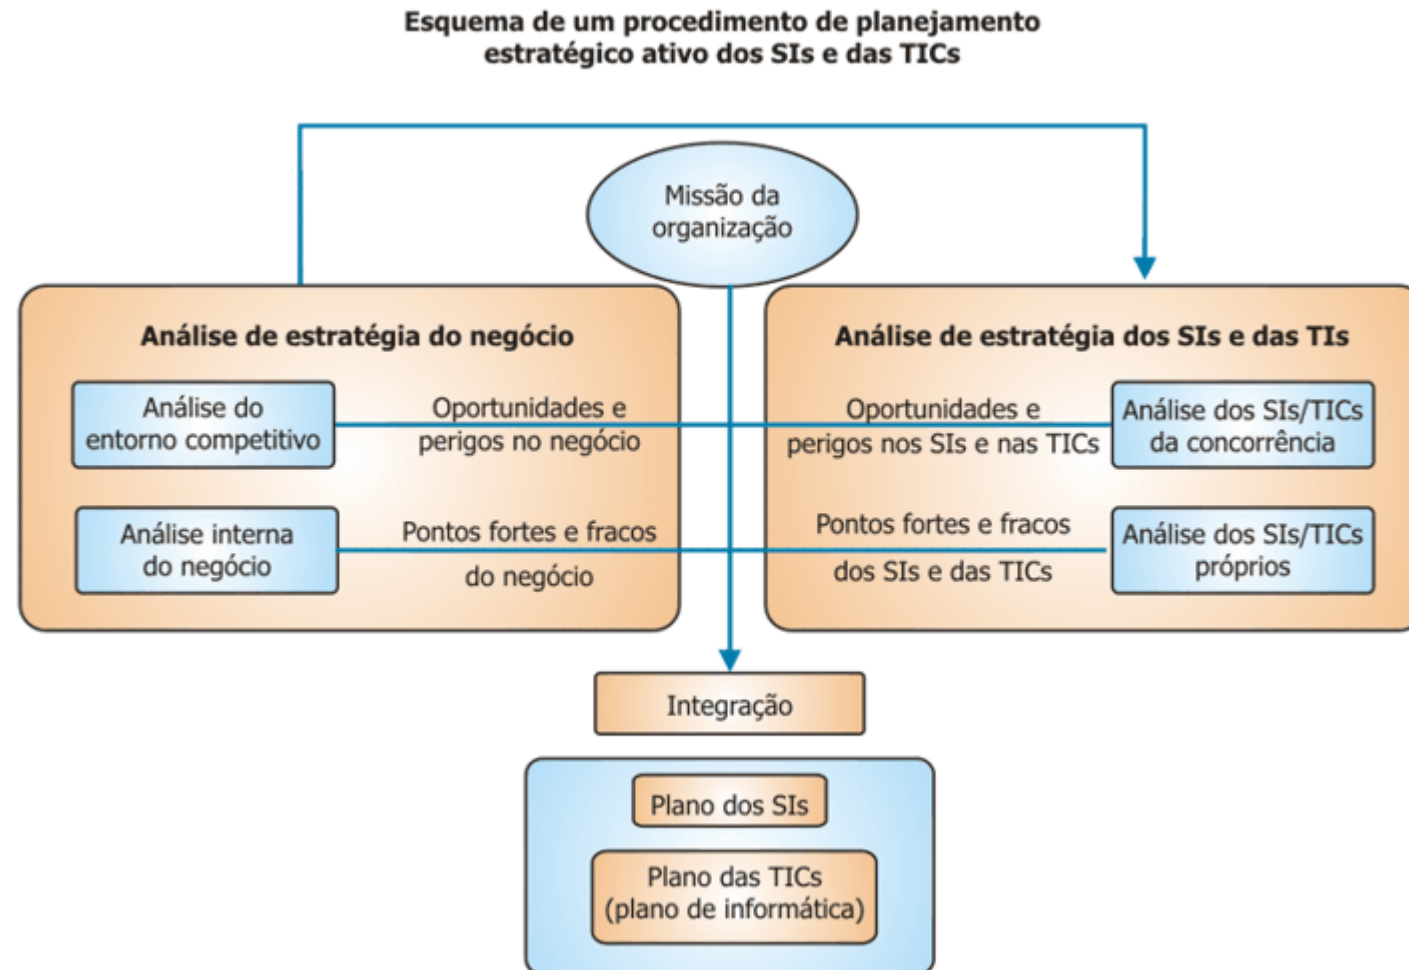 Esquema de um procedimento de planejamento
estratégico ativo dos SIs e das TICs
Missão da
organização
Análise de estratégia do negócio
Análise do
entorno competitivo
Oportunidades e
perigos no negócio
Análise interna
do negócio
Pontos fortes e fracos
do negócio
Análise de estratégia dos SIs e das TIs
Oportunidades e
perigos nos SIs e nas TICs
Análise dos SIs/TICs
da concorrência
Pontos fortes e fracos
dos SIs e das TICs
Análise dos SIs/TICs
próprios
Integração
Plano dos SIs
Plano das TICs
(plano de informática)